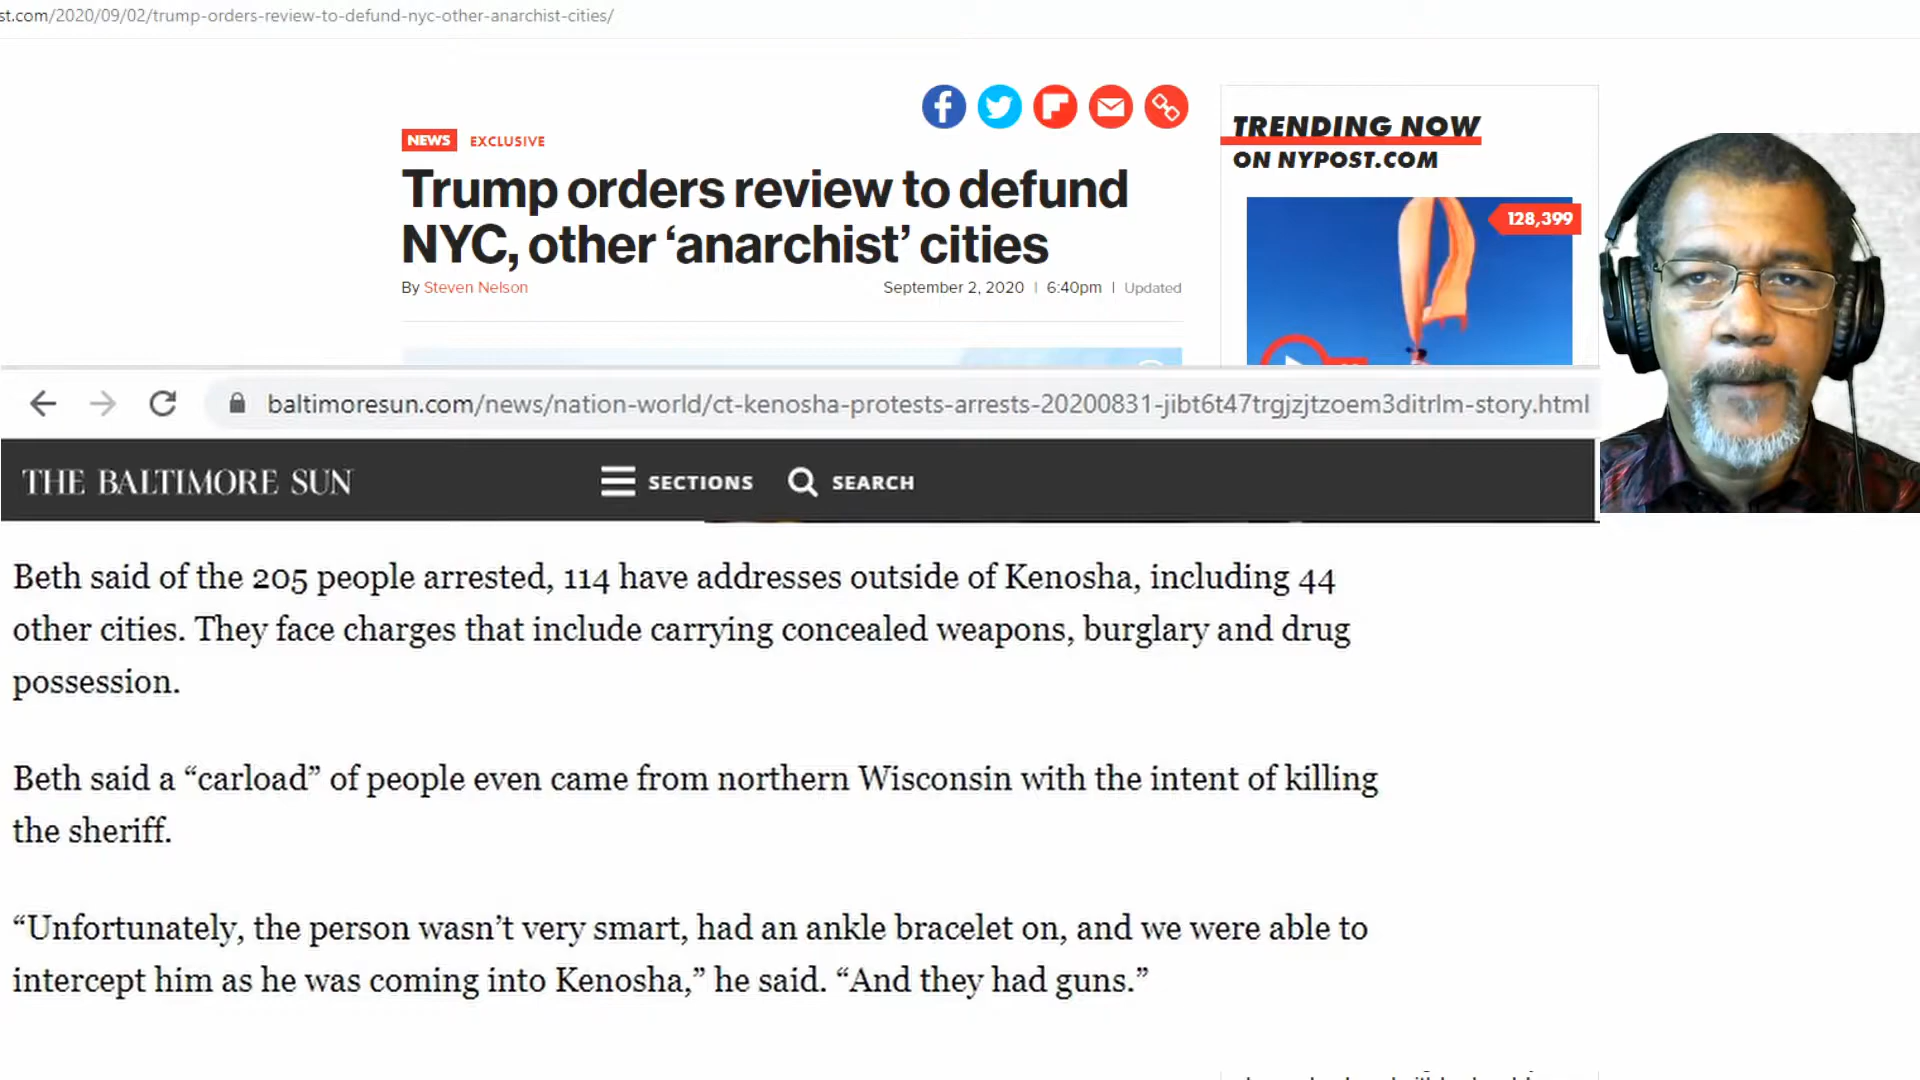 st.com/2020/09/02/trump-orders-review-to-defund-nyc-other-anarchist-cities/
NEWS EXCLUSIVE
Trump orders review to defund
NYC, other ‘anarchist’ cities
By Steven Nelson September 2, 2020 | 6:40pm | Updated
TRENDING NOW
ON NYPOST.COM
128,399
baltimoresun.com/news/nation-world/ct-kenosha-protests-arrests-20200831-jibt6t47trgjzjtzoem3ditrlm-story.html
THE BALTIMORE SUN SECTIONS SEARCH
Beth said of the 205 people arrested, 114 have addresses outside of Kenosha, including 44
other cities. They face charges that include carrying concealed weapons, burglary and drug
possession.
Beth said a “carload” of people even came from northern Wisconsin with the intent of killing
the sheriff.
“Unfortunately, the person wasn’t very smart, had an ankle bracelet on, and we were able to
intercept him as he was coming into Kenosha,” he said. “And they had guns.”